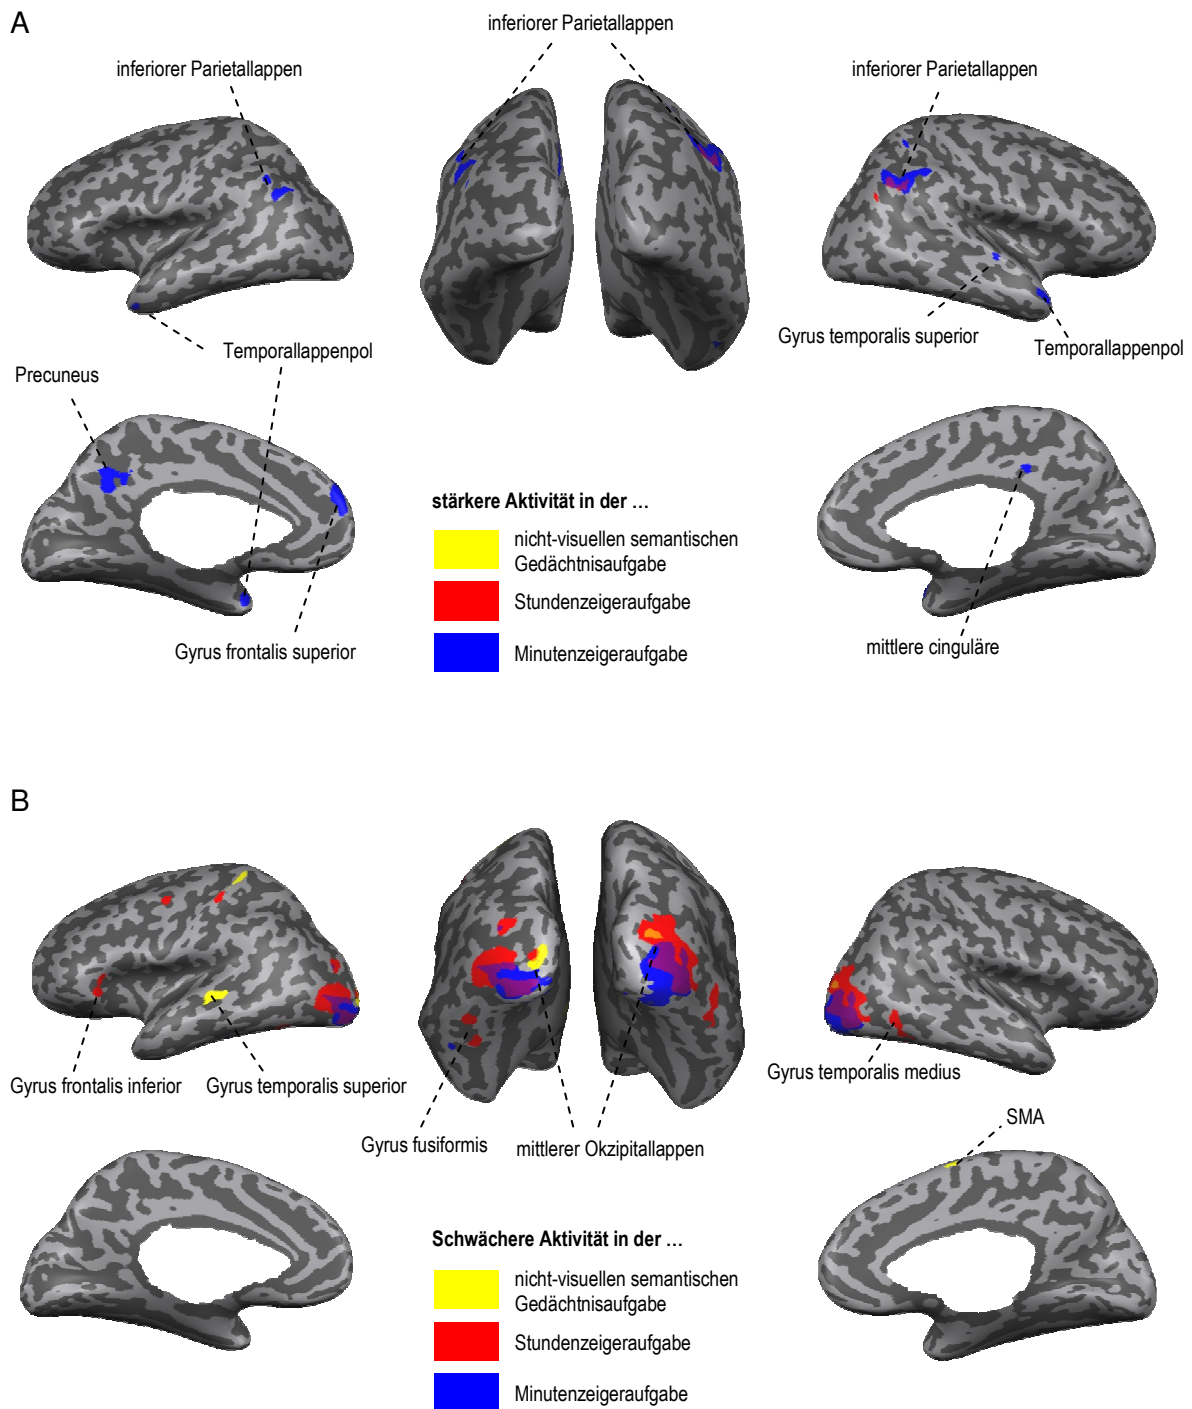 A
inferiorer Parietallappen
inferiorer Parietallappen
inferiorer Parietallappen
Gyrus temporalis superior
Temporallappenpol
Temporallappenpol
Precuneus
stärkere Aktivität in der ...
nicht-visuellen semantischen
Gedächtnisaufgabe
Stundenzeigeraufgabe
Minutenzeigeraufgabe
Gyrus frontalis superior
mittlere cinguläre
B
Gyrus frontalis inferior
Gyrus temporalis superior
Gyrus temporalis medius
Gyrus fusiformis
mittlerer Okzipitallappen
SMA
Schwächere Aktivität in der ...
nicht-visuellen semantischen
Gedächtnisaufgabe
Stundenzeigeraufgabe
Minutenzeigeraufgabe